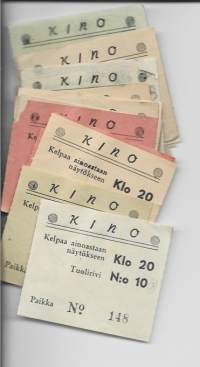 KINO
KINO
KINO
KINO
KINO
Kelpaa ainoastaan
näytökseen Klo 20
KINO
KINO
Kelpaa ainoastaan
näytökseen Klo 20
Tuolirivi N:o 10
Paikka No 148